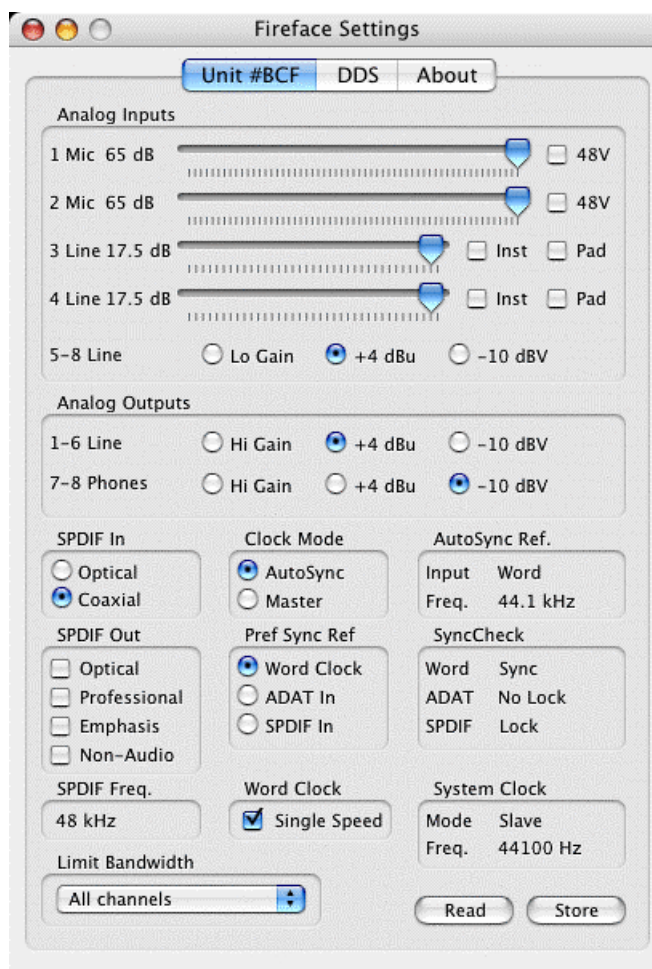 Fireface Settings
Unit #BCF DDS About
Analog Inputs
1 Mic 65 dB 48V
2 Mic 65 dB 48V
3 Line 17.5 dB Inst Pad
4 Line 17.5 dB Inst Pad
5-8 Line Lo Gain +4 dBu -10 dBV
Analog Outputs
1-6 Line Hi Gain +4 dBu -10 dBV
7-8 Phones Hi Gain +4 dBu -10 dBV
SPDIF In
Optical
Coaxial
Clock Mode
AutoSync
Master
AutoSync Ref.
Input Word
Freq. 44.1 kHz
SPDIF Out
Optical
Professional
Emphasis
Non-Audio
Pref Sync Ref
Word Clock
ADAT In
SPDIF In
SyncCheck
Word Sync
ADAT No Lock
SPDIF Lock
SPDIF Freq.
48 kHz
Word Clock
Single Speed
System Clock
Mode Slave
Freq. 44100 Hz
Limit Bandwidth
All channels
Read Store